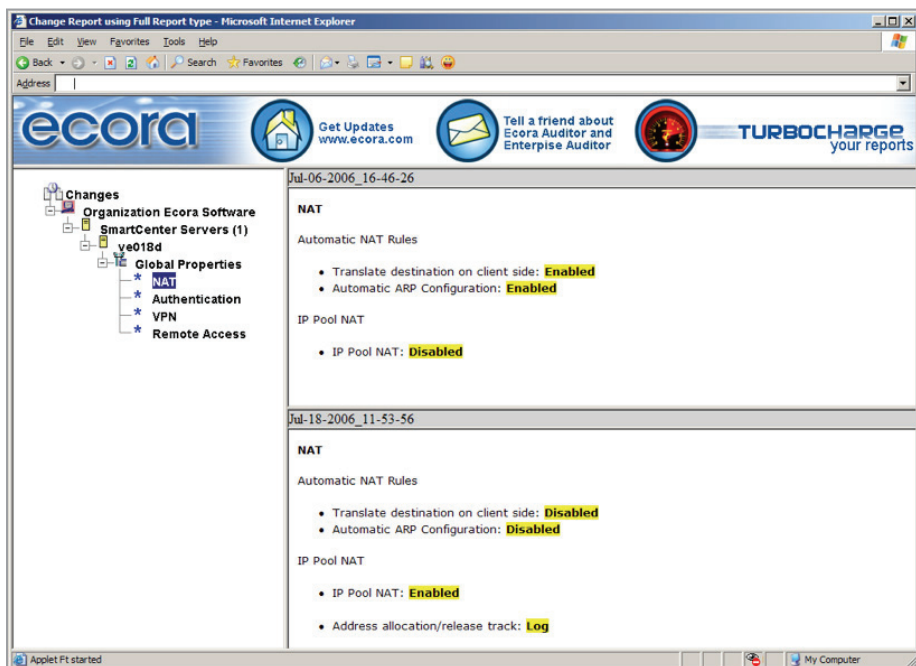 Change Report using Full Report type - Microsoft Internet Explorer
File Edit View Favorites Tools Help
Back Search Favorites
Address
ecora
Get Updates
www.ecora.com
Tell a friend about
Ecora Auditor and
Enterpise Auditor
TURBOCHARGE
your reports
Changes
Organization Ecora Software
SmartCenter Servers (1)
ve018d
Global Properties
* NAT
* Authentication
* VPN
* Remote Access
Jul-06-2006_16-46-26
NAT
Automatic NAT Rules
• Translate destination on client side: Enabled
• Automatic ARP Configuration: Enabled
IP Pool NAT
• IP Pool NAT: Disabled
Jul-18-2006_11-53-56
NAT
Automatic NAT Rules
• Translate destination on client side: Disabled
• Automatic ARP Configuration: Disabled
IP Pool NAT
• IP Pool NAT: Enabled
• Address allocation/release track: Log
Applet Ft started
My Computer